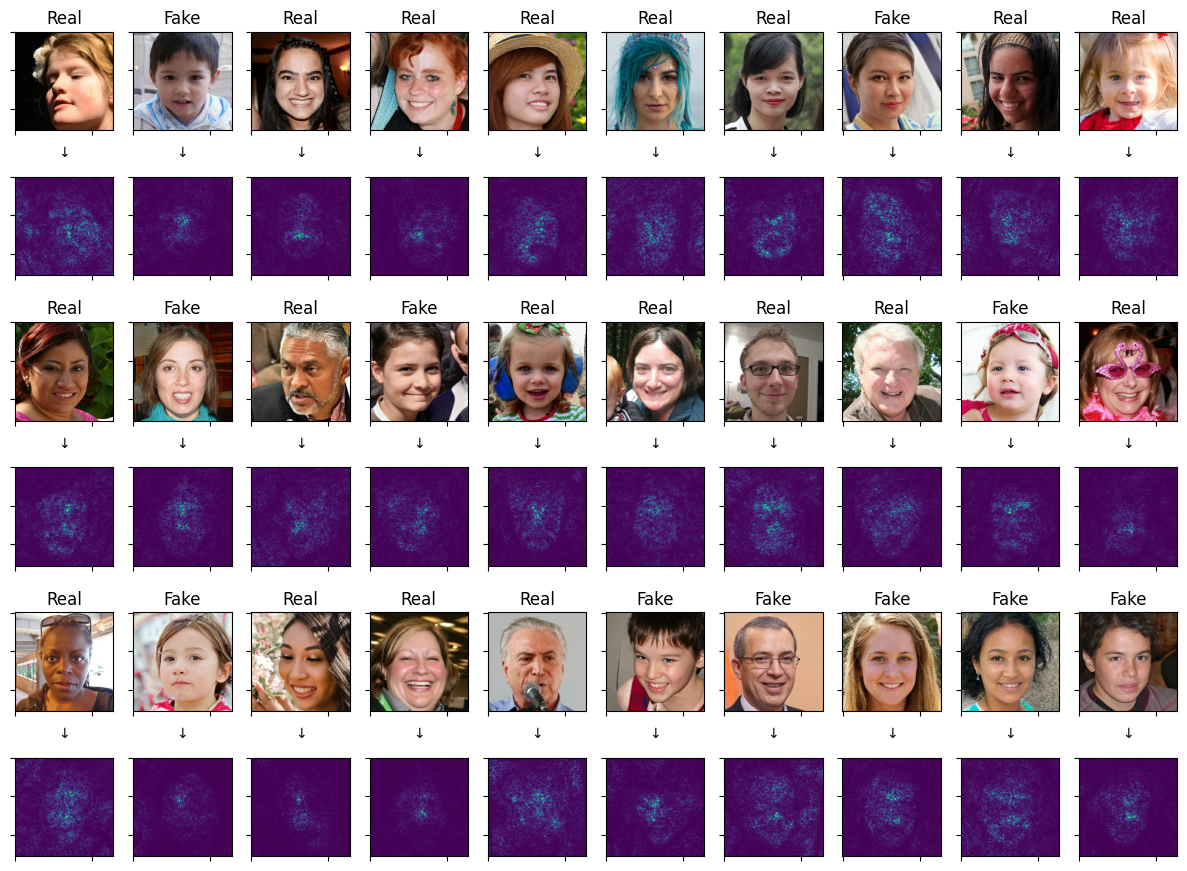 Real Fake Real Real Real Real Real Fake Real Real
↓ ↓ ↓ ↓ ↓ ↓ ↓ ↓ ↓ ↓
Real Fake Real Fake Real Real Real Real Fake Real
↓ ↓ ↓ ↓ ↓ ↓ ↓ ↓ ↓ ↓
Real Fake Real Real Real Fake Fake Fake Fake Fake
↓ ↓ ↓ ↓ ↓ ↓ ↓ ↓ ↓ ↓